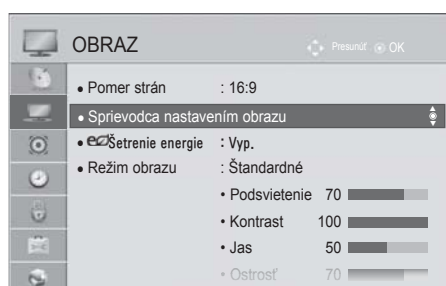 OBRAZ
Presunúť OK
• Pomer strán : 16:9
• Sprievodca nastavením obrazu
• eco Šetrenie energie : Vyp.
• Režim obrazu : Štandardné
• Podsvietenie 70
• Kontrast 100
• Jas 50
• Ostrosť 70